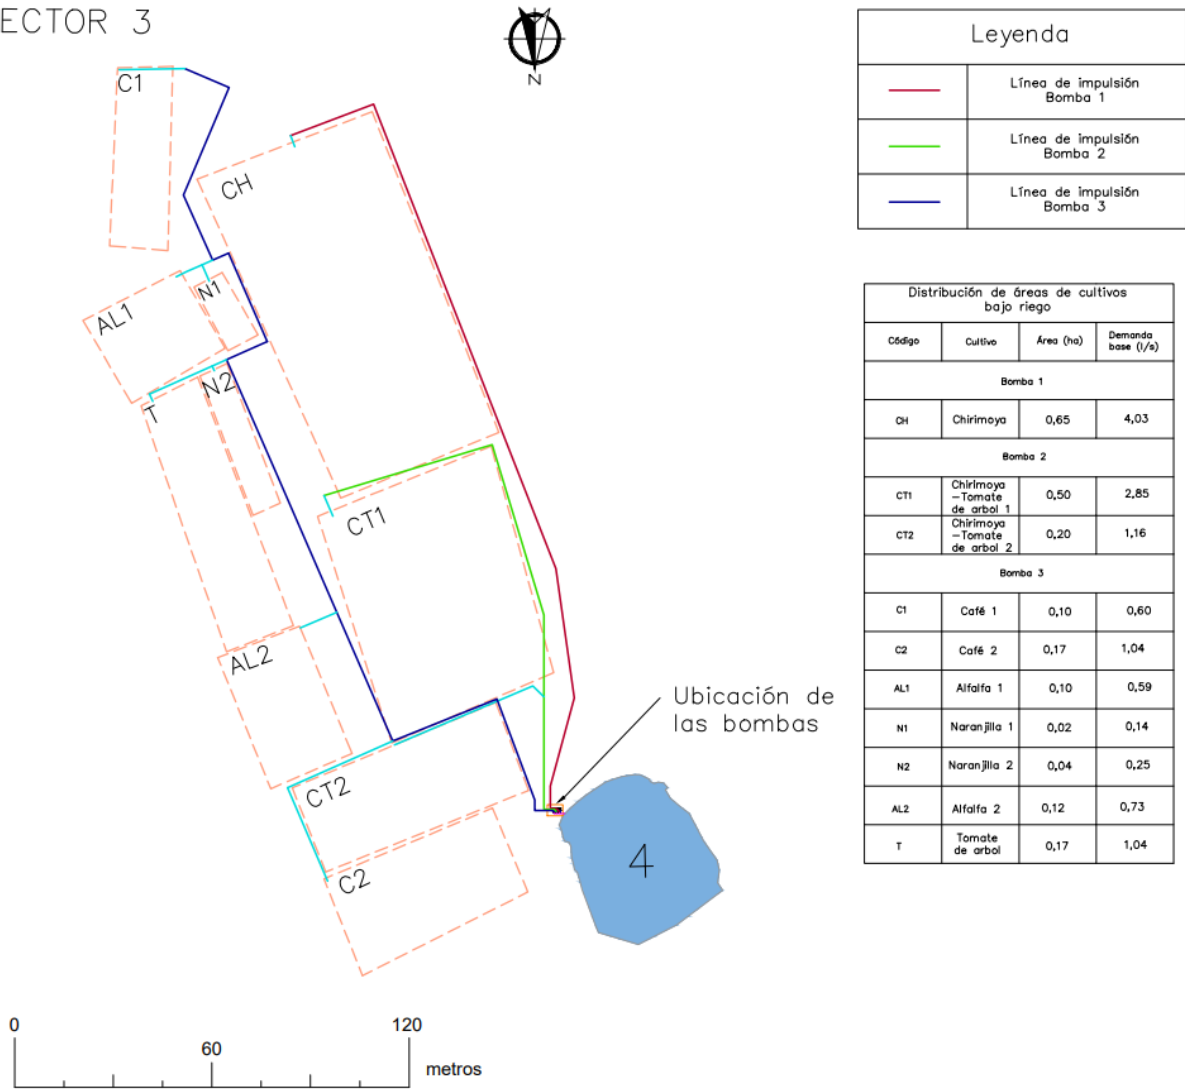 ECTOR 3
N
C1
CH
N1
AL1
N2
T
CT1
AL2
CT2
C2
Ubicación de
las bombas
4
0
60
120
metros
Leyenda
Línea de impulsión
Bomba 1
Línea de impulsión
Bomba 2
Línea de impulsión
Bomba 3
Distribución de áreas de cultivos
bajo riego
Código Cultivo Área (ha) Demanda
base (l/s)
Bomba 1
CH Chirimoya 0,65 4,03
Bomba 2
CT1 Chirimoya
-Tomate
de arbol 1 0,50 2,85
CT2 Chirimoya
-Tomate
de arbol 2 0,20 1,16
Bomba 3
C1 Café 1 0,10 0,60
C2 Café 2 0,17 1,04
AL1 Alfalfa 1 0,10 0,59
N1 Naranjilla 1 0,02 0,14
N2 Naranjilla 2 0,04 0,25
AL2 Alfalfa 2 0,12 0,73
T Tomate
de arbol 0,17 1,04